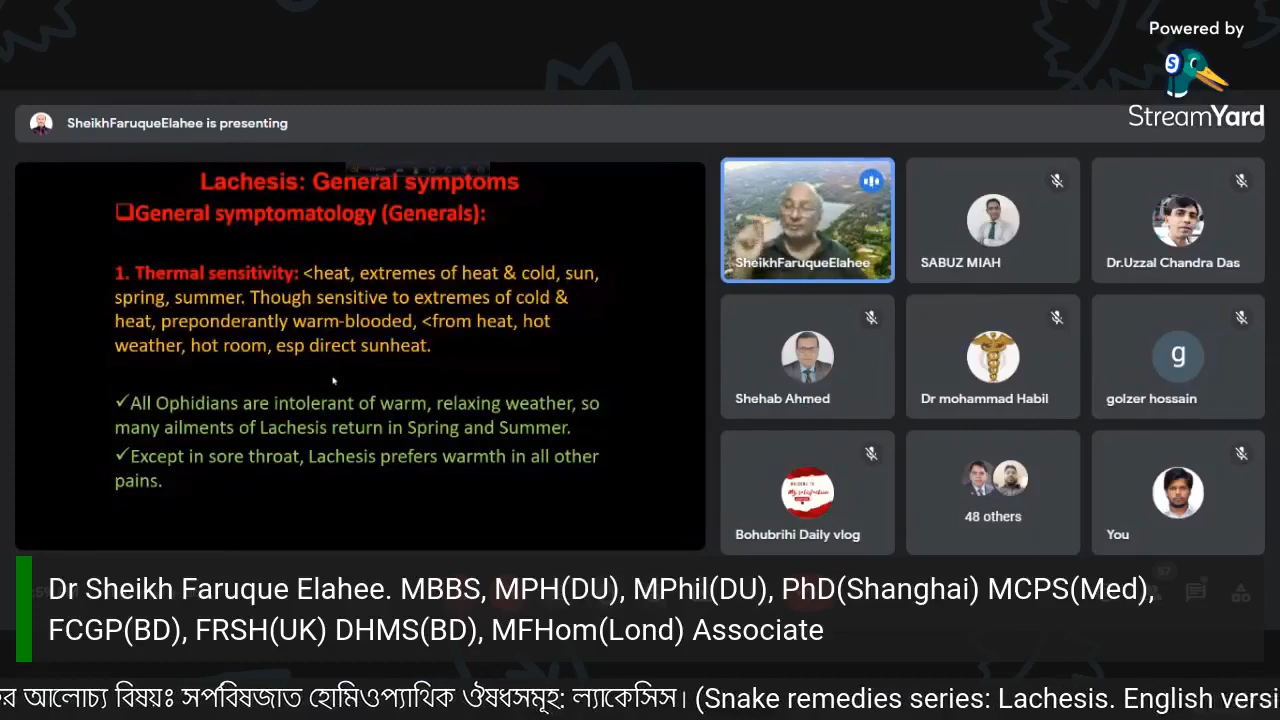 Powered by
StreamYard
SheikhFaruqueElahee is presenting
Lachesis: General symptoms
❑General symptomatology (Generals):
1. Thermal sensitivity: <heat, extremes of heat & cold, sun,
spring, summer. Though sensitive to extremes of cold &
heat, preponderantly warm-blooded, <from heat, hot
weather, hot room, esp direct sunheat.
✓All Ophidians are intolerant of warm, relaxing weather, so
many ailments of Lachesis return in Spring and Summer.
✓Except in sore throat, Lachesis prefers warmth in all other
pains.
SheikhFaruqueElahee
SABUZ MIAH
Dr.Uzzal Chandra Das
Shehab Ahmed
Dr mohammad Habil
g
golzer hossain
Bohubrihi Daily vlog
48 others
You
Dr Sheikh Faruque Elahee. MBBS, MPH(DU), MPhil(DU), PhD(Shanghai) MCPS(Med),
FCGP(BD), FRSH(UK) DHMS(BD), MFHom(Lond) Associate
আলোচ্য বিষয়ঃ সর্পবিষজাত হোমিওপ্যাথিক ঔষধসমূহ: ল্যাকেসিস। (Snake remedies series: Lachesis. English versi